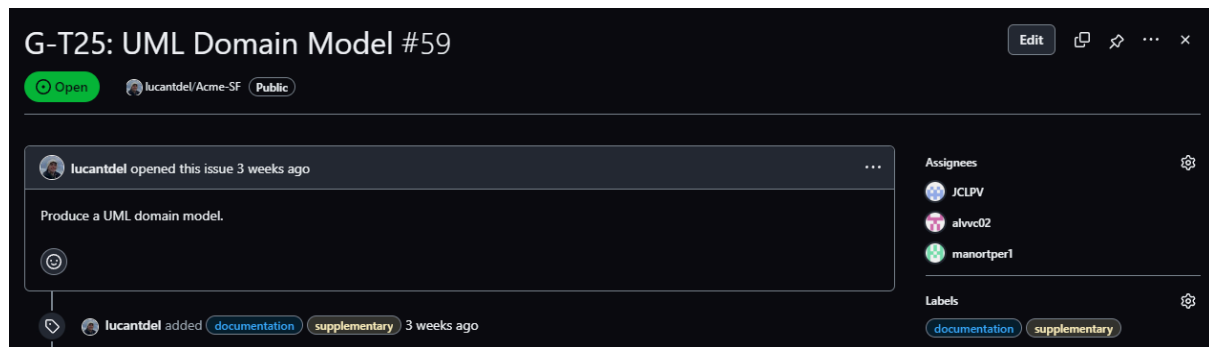 G-T25: UML Domain Model #59
Edit
Open
lucantdel/Acme-SF Public
lucantdel opened this issue 3 weeks ago
Produce a UML domain model.
lucantdel added documentation supplementary 3 weeks ago
Assignees
JCLPV
alvvc02
manortper1
Labels
documentation supplementary